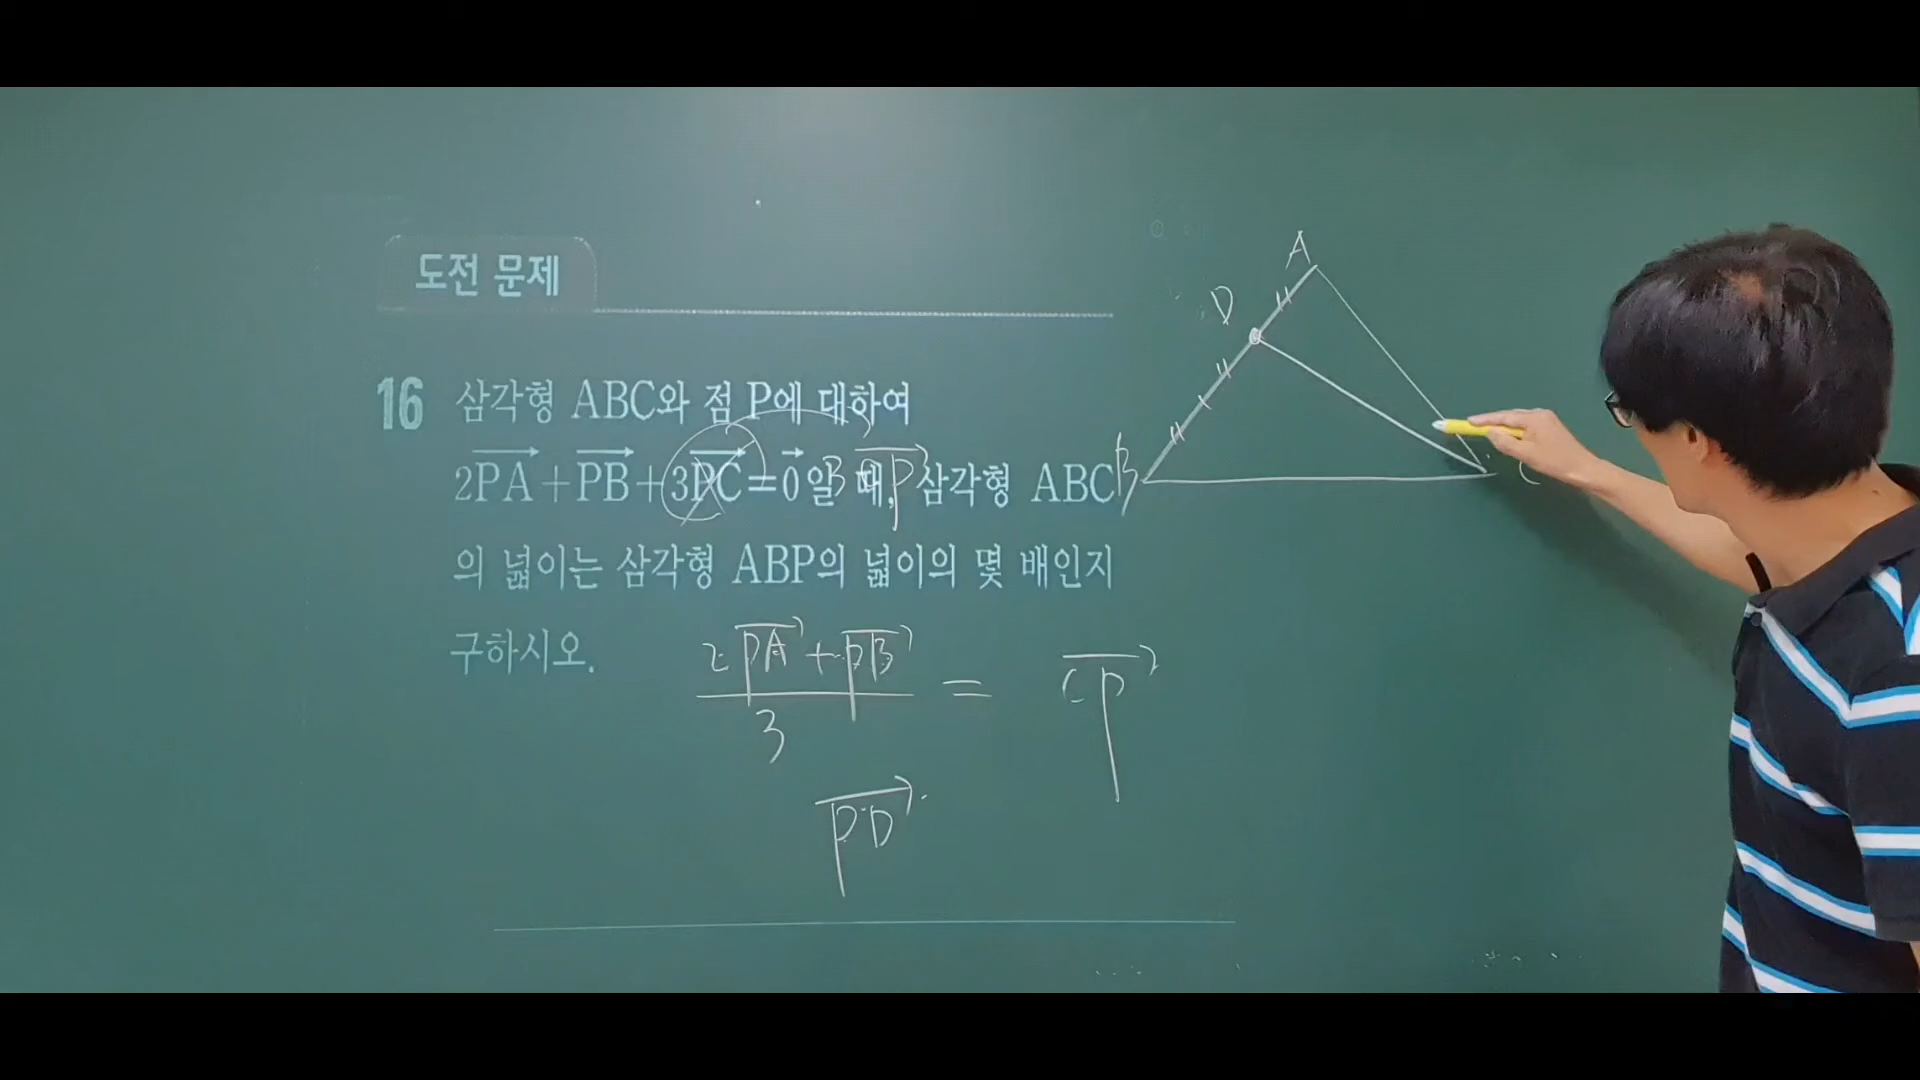 도전 문제
16 삼각형 ABC와 점 P에 대하여
2PA+PB+3PC=0일 때, 삼각형 ABC
3CP
의 넓이는 삼각형 ABP의 넓이의 몇 배인지
구하시오.
2PA+PB
3
=
CP
PD
A
D
B
C